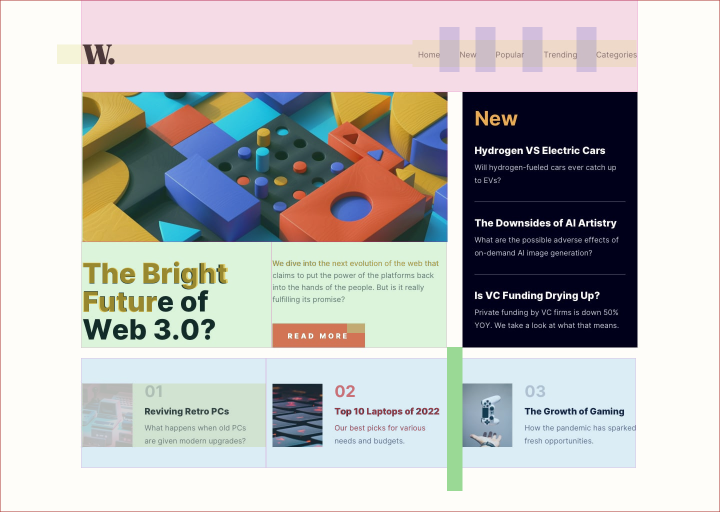 W.
Home New Popular Trending Categories
The Bright
Future of
Web 3.0?
We dive into the next evolution of the web that
claims to put the power of the platforms back
into the hands of the people. But is it really
fulfilling its promise?
READ MORE
New
Hydrogen VS Electric Cars
Will hydrogen-fueled cars ever catch up
to EVs?
The Downsides of AI Artistry
What are the possible adverse effects of
on-demand AI image generation?
Is VC Funding Drying Up?
Private funding by VC firms is down 50%
YOY. We take a look at what that means.
01
Reviving Retro PCs
What happens when old PCs
are given modern upgrades?
02
Top 10 Laptops of 2022
Our best picks for various
needs and budgets.
03
The Growth of Gaming
How the pandemic has sparked
fresh opportunities.